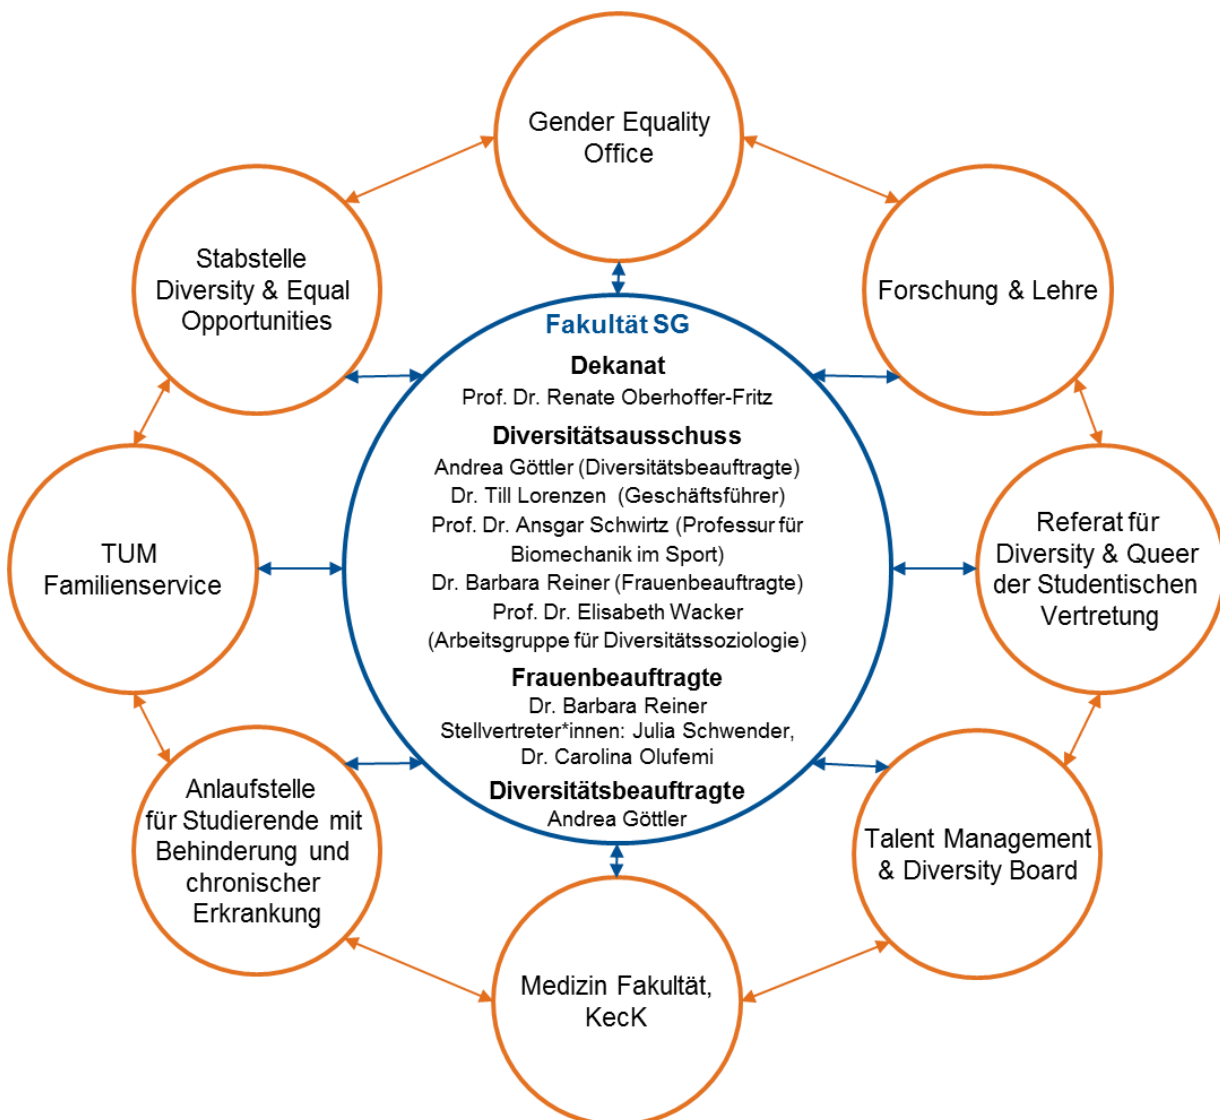 Gender Equality
Office
Stabstelle
Diversity & Equal
Opportunities
Forschung & Lehre
Fakultät SG
Dekanat
Prof. Dr. Renate Oberhoffer-Fritz
Diversitätsausschuss
Andrea Göttler (Diversitätsbeauftragte)
Dr. Till Lorenzen (Geschäftsführer)
Prof. Dr. Ansgar Schwirtz (Professur für
Biomechanik im Sport)
Dr. Barbara Reiner (Frauenbeauftragte)
Prof. Dr. Elisabeth Wacker
(Arbeitsgruppe für Diversitätssoziologie)
Frauenbeauftragte
Dr. Barbara Reiner
Stellvertreter*innen: Julia Schwender,
Dr. Carolina Olufemi
Diversitätsbeauftragte
Andrea Göttler
TUM
Familienservice
Referat für
Diversity & Queer
der Studentischen
Vertretung
Anlaufstelle
für Studierende mit
Behinderung und
chronischer
Erkrankung
Talent Management
& Diversity Board
Medizin Fakultät,
KecK